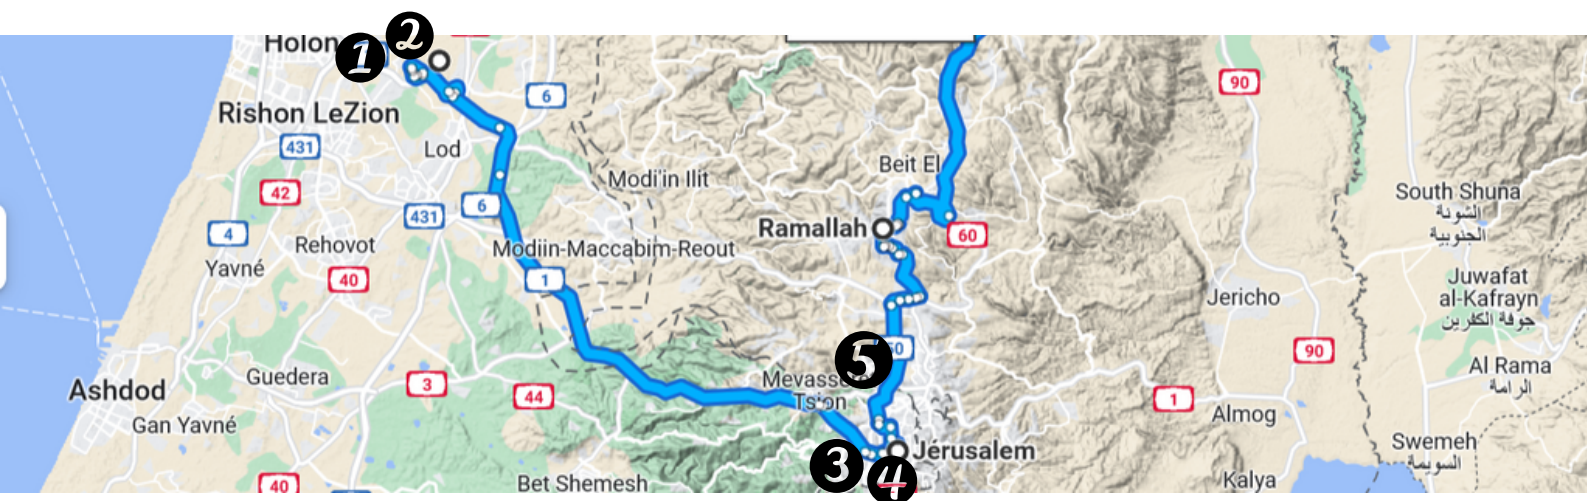 2
1
Holon
90
6
Rishon LeZion
431
Lod
Beit El
Modi'in Ilit
42
South Shuna
الشونة
الجنوبية
6
431
Ramallah
4
60
Rehovot
Modiin-Maccabim-Reout
Yavné
40
1
Juwafat
al-Kafrayn
جوفة الكفرين
Jericho
5
90
Guedera
3
Al Rama
الرامة
Ashdod
44
Tsion
1
Almog
Gan Yavné
Swemeh
السويمة
3
Jérusalem
4
40
Bet Shemesh
Kalya